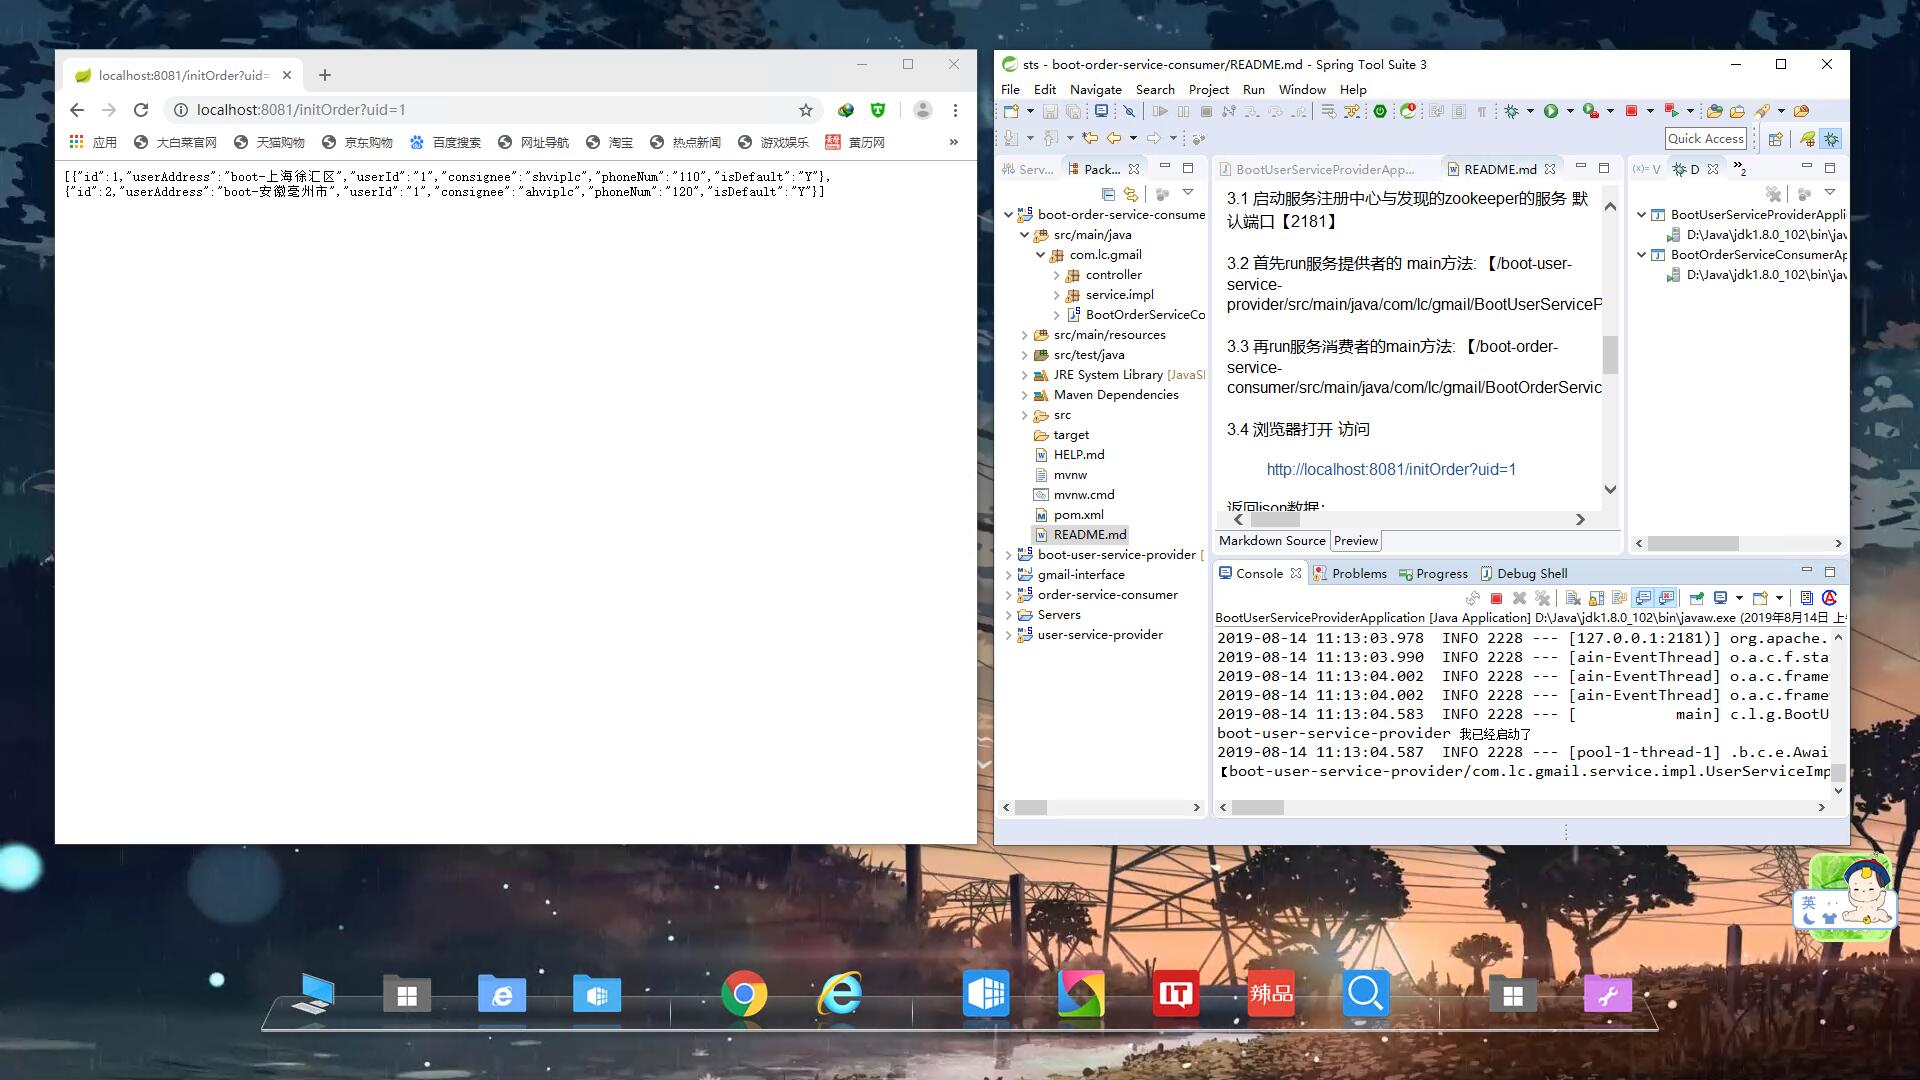 localhost:8081/initOrder?uid=
localhost:8081/initOrder?uid=1
应用 大白菜官网 天猫购物 京东购物 百度搜索 网址导航 淘宝 热点新闻 游戏娱乐 黄历网 »
[{"id":1,"userAddress":"boot-上海徐汇区","userId":"1","consignee":"shviplc","phoneNum":"110","isDefault":"Y"},
{"id":2,"userAddress":"boot-安徽亳州市","userId":"1","consignee":"ahviplc","phoneNum":"120","isDefault":"Y"}]
sts - boot-order-service-consumer/README.md - Spring Tool Suite 3
File Edit Navigate Search Project Run Window Help
Quick Access
Serv... Pack...
boot-order-service-consume
src/main/java
com.lc.gmail
controller
service.impl
BootOrderServiceCo
src/main/resources
src/test/java
JRE System Library [JavaSI
Maven Dependencies
src
target
HELP.md
mvnw
mvnw.cmd
pom.xml
README.md
boot-user-service-provider [
gmail-interface
order-service-consumer
Servers
user-service-provider
BootUserServiceProviderApp... README.md
3.1 启动服务注册中心与发现的zookeeper的服务 默
认端口【2181】
3.2 首先run服务提供者的 main方法: 【/boot-user-
service-
provider/src/main/java/com/lc/gmail/BootUserServiceP
3.3 再run服务消费者的main方法: 【/boot-order-
service-
consumer/src/main/java/com/lc/gmail/BootOrderServic
3.4 浏览器打开 访问
http://localhost:8081/initOrder?uid=1
返回json数据:
Markdown Source Preview
(x)= V D »2
BootUserServiceProviderAppli
D:\Java\jdk1.8.0_102\bin\jav
BootOrderServiceConsumerAp
D:\Java\jdk1.8.0_102\bin\jav
Console Problems Progress Debug Shell
BootUserServiceProviderApplication [Java Application] D:\Java\jdk1.8.0_102\bin\javaw.exe (2019年8月14日 上
2019-08-14 11:13:03.978 INFO 2228 --- [127.0.0.1:2181)] org.apache.
2019-08-14 11:13:03.990 INFO 2228 --- [ain-EventThread] o.a.c.f.sta
2019-08-14 11:13:04.002 INFO 2228 --- [ain-EventThread] o.a.c.frame
2019-08-14 11:13:04.002 INFO 2228 --- [ain-EventThread] o.a.c.frame
2019-08-14 11:13:04.583 INFO 2228 --- [ main] c.l.g.BootU
boot-user-service-provider 我已经启动了
2019-08-14 11:13:04.587 INFO 2228 --- [pool-1-thread-1] .b.c.e.Awai
【boot-user-service-provider/com.lc.gmail.service.impl.UserServiceImp
英
IT
辣品